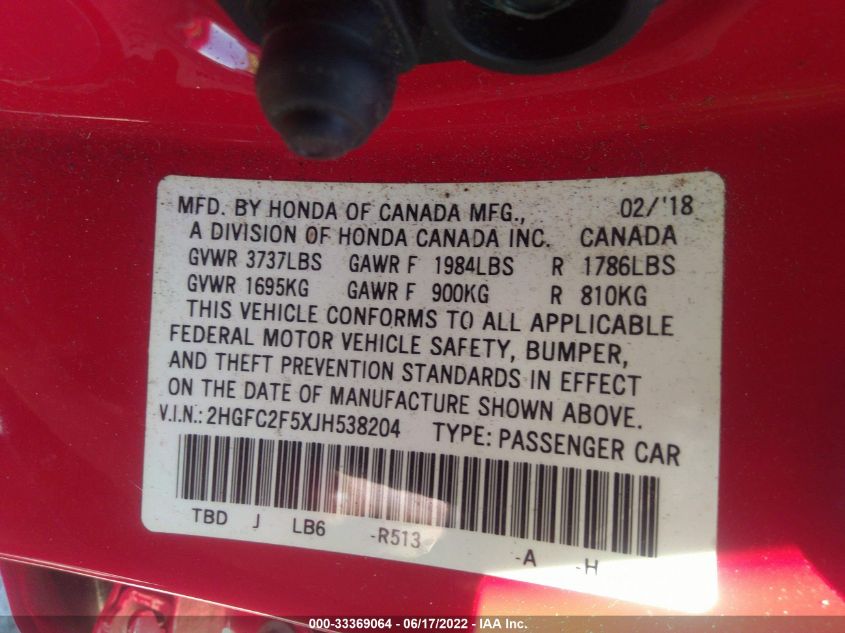 MFD. BY HONDA OF CANADA MFG., 02/'18
A DIVISION OF HONDA CANADA INC. CANADA
GVWR 3737LBS GAWR F 1984LBS R 1786LBS
GVWR 1695KG GAWR F 900KG R 810KG
THIS VEHICLE CONFORMS TO ALL APPLICABLE
FEDERAL MOTOR VEHICLE SAFETY, BUMPER,
AND THEFT PREVENTION STANDARDS IN EFFECT
ON THE DATE OF MANUFACTURE SHOWN ABOVE.
V.I.N.: 2HGFC2F5XJH538204 TYPE: PASSENGER CAR
TBD J LB6 -R513 -A -H
000-33369064 - 06/17/2022 - IAA Inc.